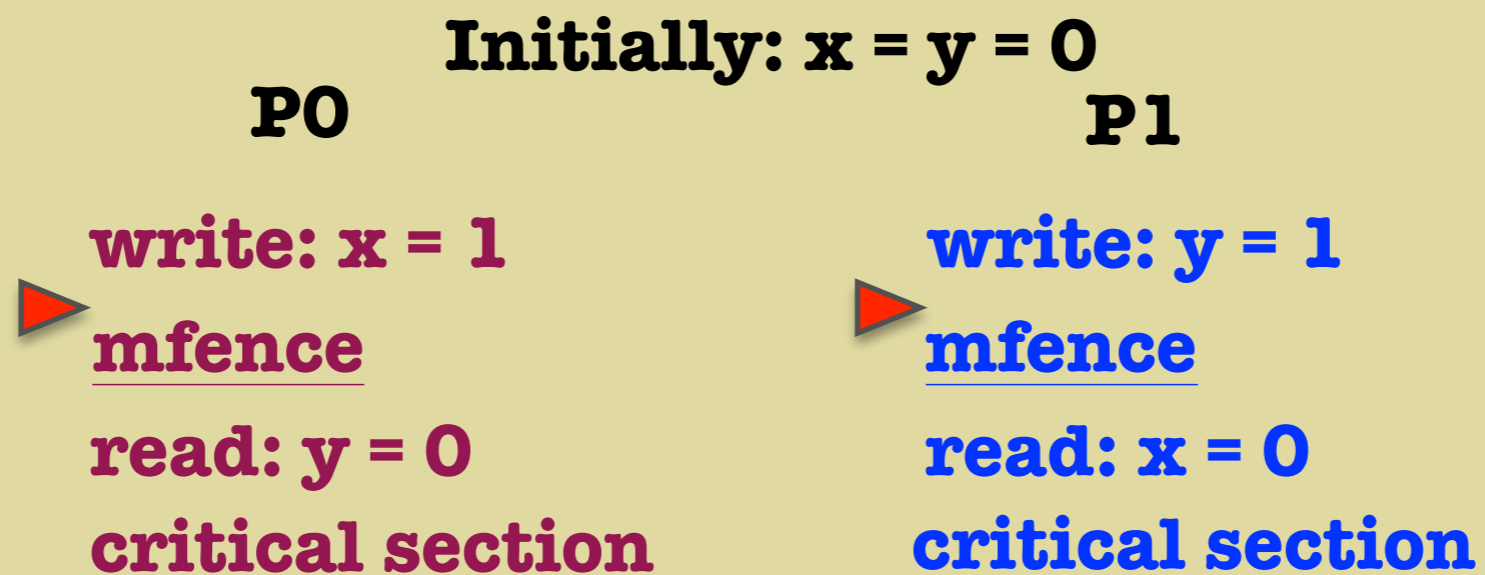 Initially: x = y = 0
P0
P1
write: x = 1
mfence
read: y = 0
critical section
write: y = 1
mfence
read: x = 0
critical section